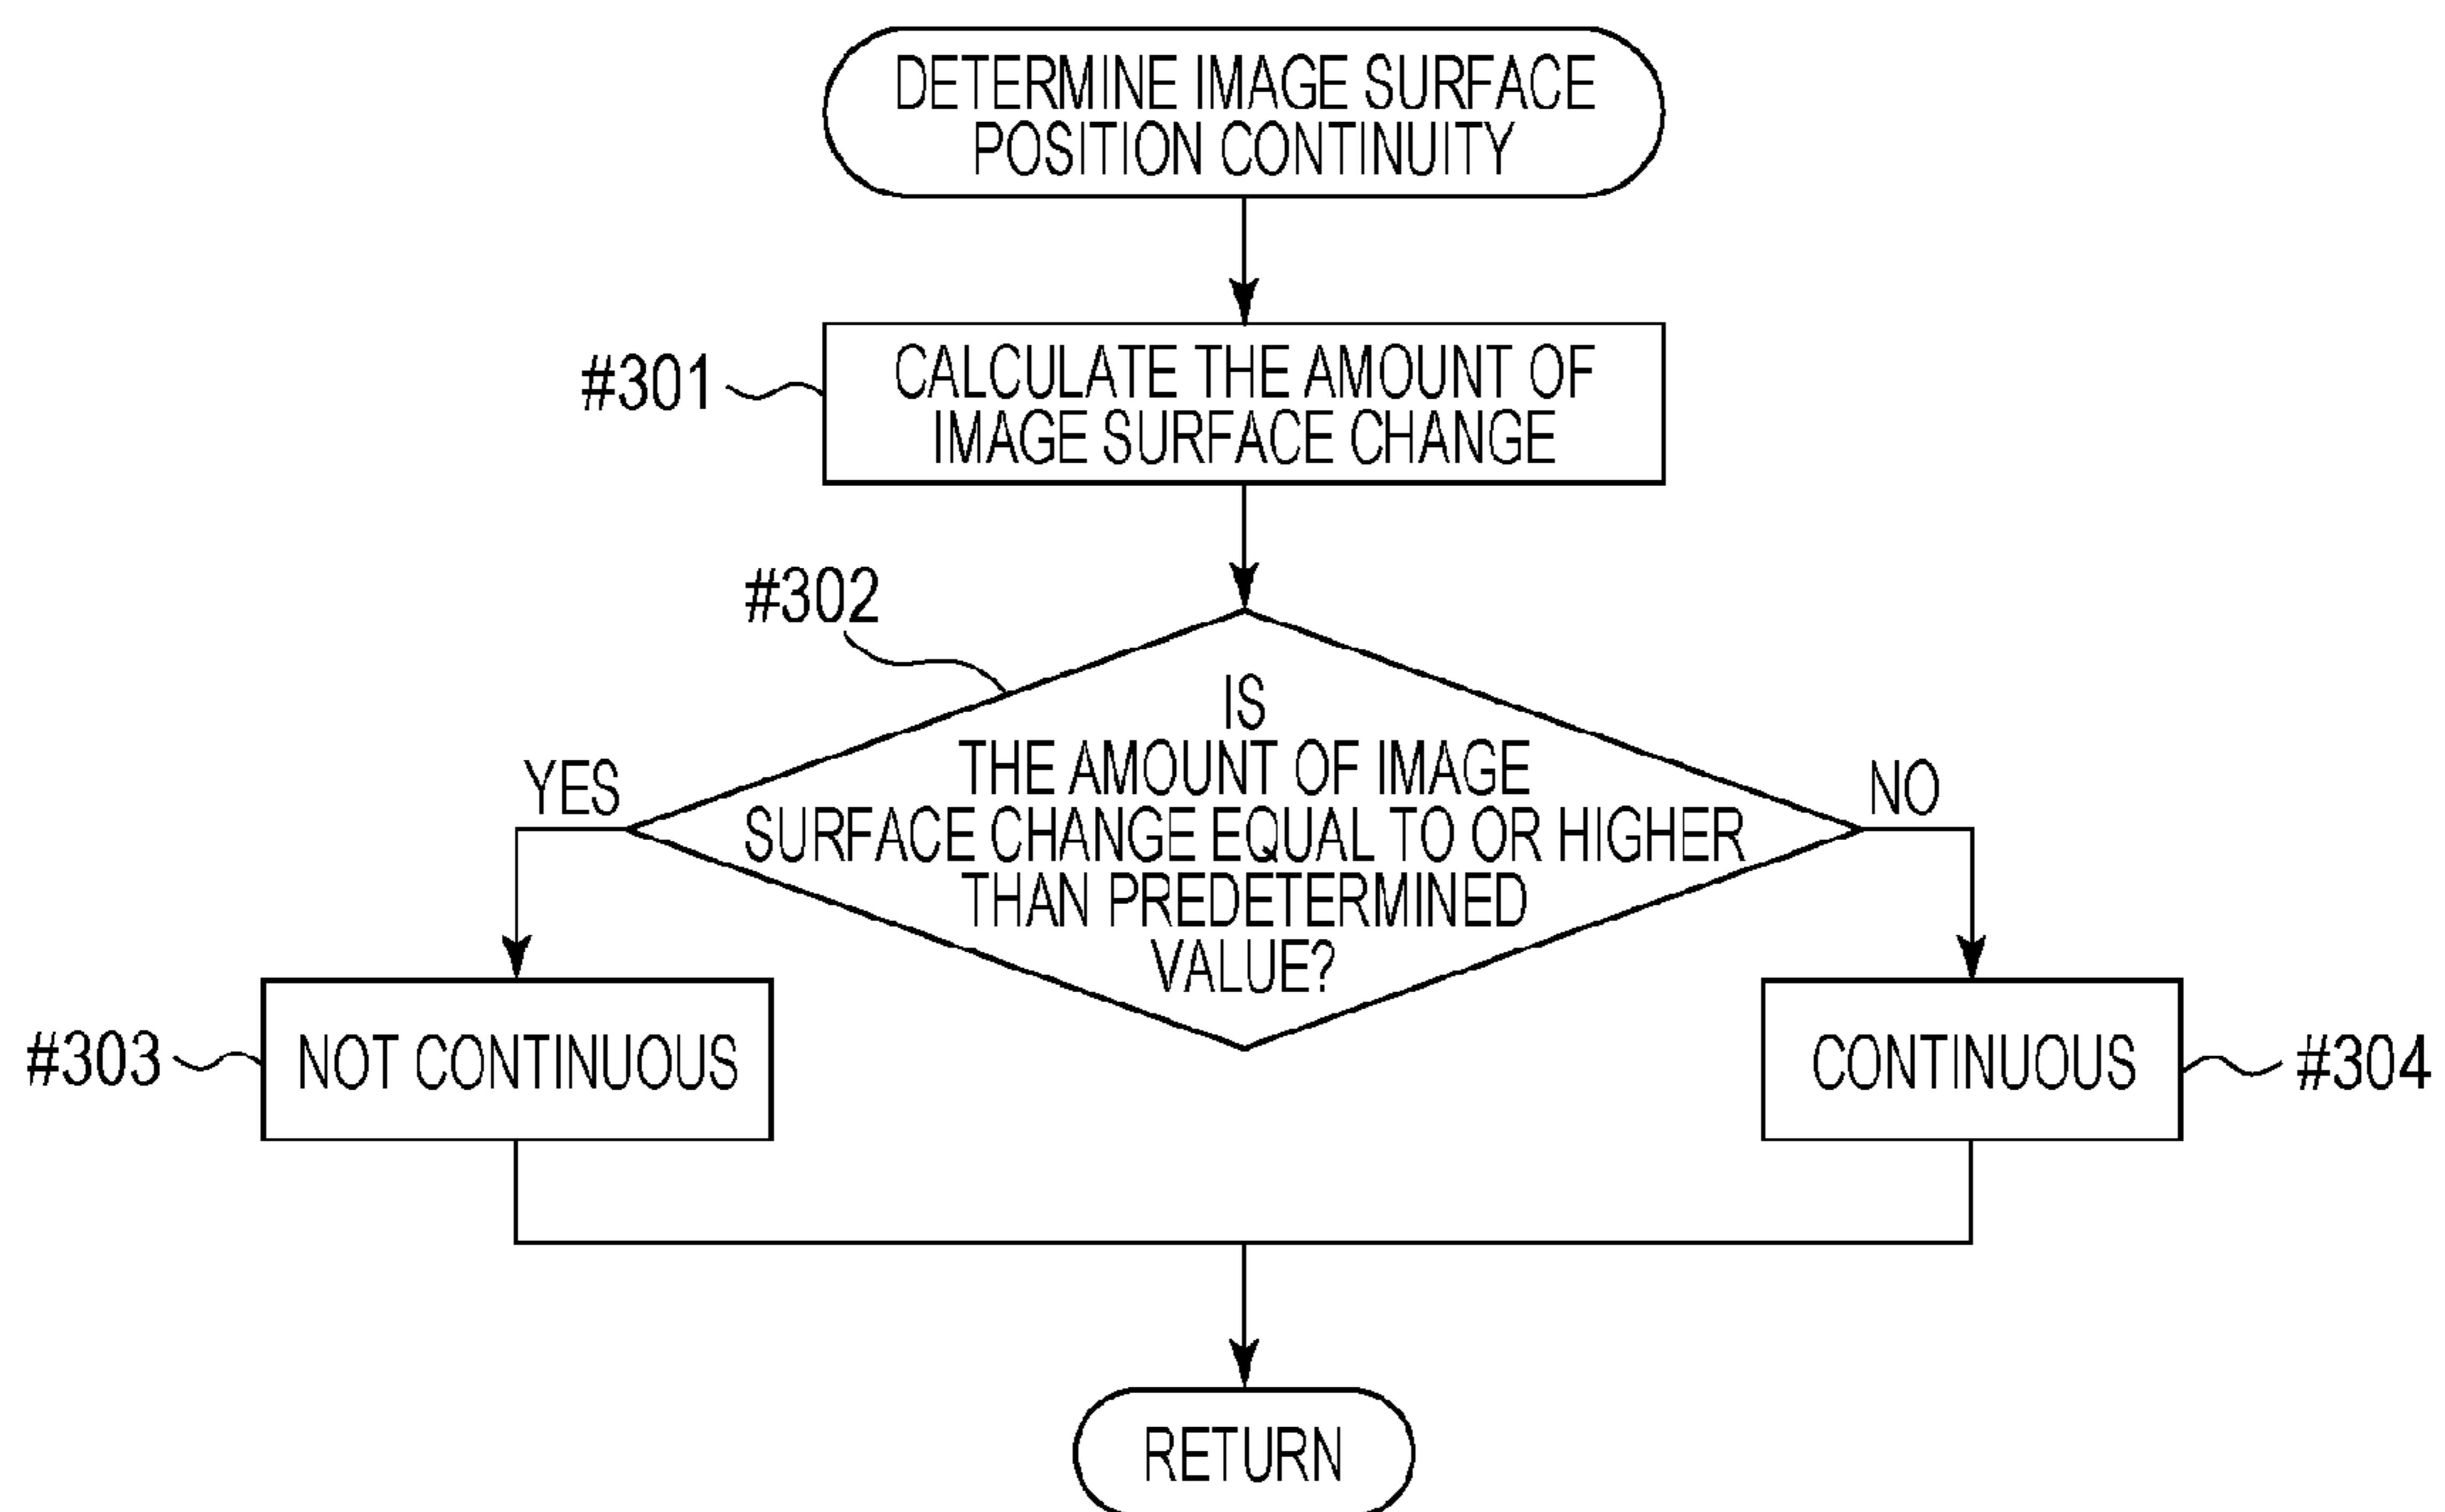 DETERMINE IMAGE SURFACE
POSITION CONTINUITY
#301
CALCULATE THE AMOUNT OF
IMAGE SURFACE CHANGE
#302
IS
THE AMOUNT OF IMAGE
SURFACE CHANGE EQUAL TO OR HIGHER
THAN PREDETERMINED
VALUE?
YES
NO
#303
NOT CONTINUOUS
CONTINUOUS
#304
RETURN